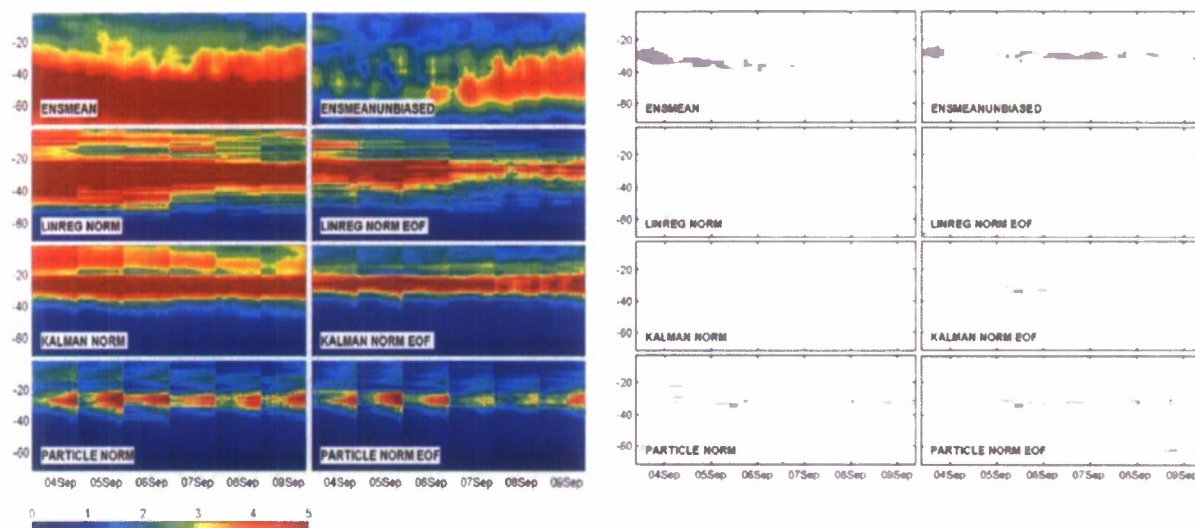 -20
-40
-60
ENSMEAN
ENSMEANUNBIASED
-20
-40
-60
LINREG NORM
LINREG NORM EOF
-20
-40
-60
KALMAN NORM
KALMAN NORM EOF
-20
-40
-60
PARTICLE NORM
PARTICLE NORM EOF
04Sep 05Sep 06Sep 07Sep 08Sep 09Sep
04Sep 05Sep 06Sep 07Sep 08Sep 09Sep
0 1 2 3 4 5
-20
-40
-60
-80
ENSMEAN
ENSMEANUNBIASED
-20
-40
-60
-80
LINREG NORM
LINREG NORM EOF
-20
-40
-60
KALMAN NORM
KALMAN NORM EOF
-20
-40
-60
PARTICLE NORM
PARTICLE NORM EOF
04Sep 05Sep 06Sep 07Sep 08Sep 09Sep
04Sep 05Sep 06Sep 07Sep 08Sep 09Sep